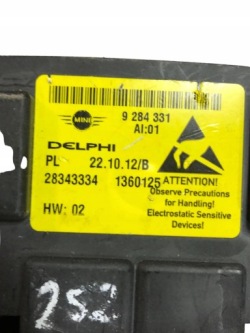 MINI
9 284 331
AI:01
DELPHI
PL 22.10.12/B
28343334 1360125
ATTENTION!
Observe Precautions
for Handling!
Electrostatic Sensitive
Devices!
HW: 02
252